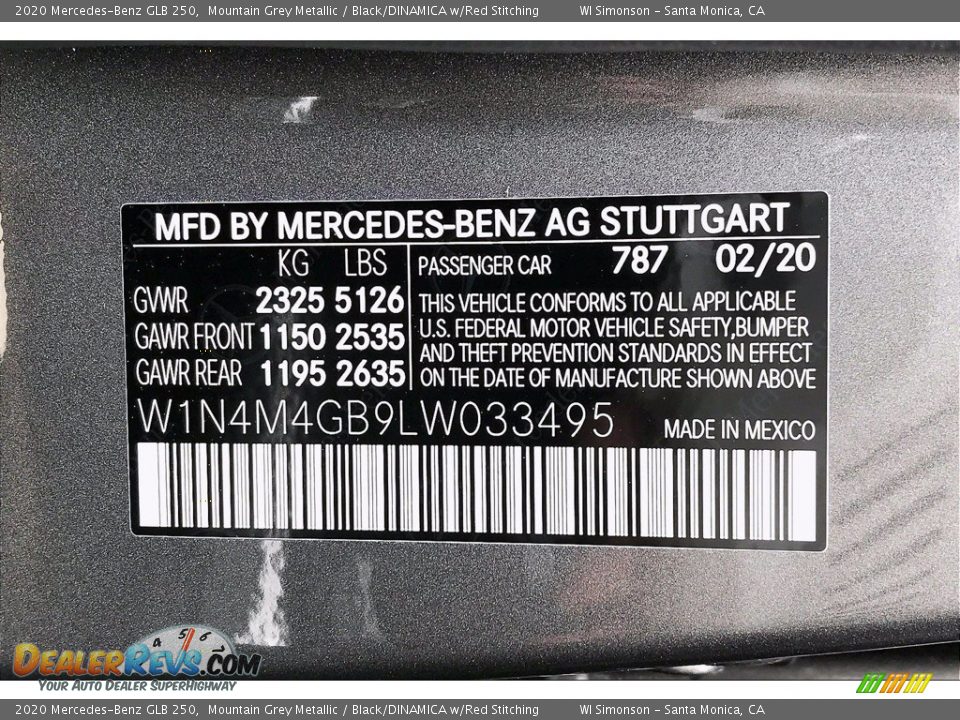 2020 Mercedes-Benz GLB 250, Mountain Grey Metallic / Black/DINAMICA w/Red Stitching WI Simonson - Santa Monica, CA
MFD BY MERCEDES-BENZ AG STUTTGART
KG LBS
GVWR 2325 5126
GAWR FRONT 1150 2535
GAWR REAR 1195 2635
PASSENGER CAR 787 02/20
THIS VEHICLE CONFORMS TO ALL APPLICABLE
U.S. FEDERAL MOTOR VEHICLE SAFETY,BUMPER
AND THEFT PREVENTION STANDARDS IN EFFECT
ON THE DATE OF MANUFACTURE SHOWN ABOVE
W1N4M4GB9LW033495
MADE IN MEXICO
4 5 6
DEALERREVS.COM
YOUR AUTO DEALER SUPERHIGHWAY
2020 Mercedes-Benz GLB 250, Mountain Grey Metallic / Black/DINAMICA w/Red Stitching WI Simonson - Santa Monica, CA